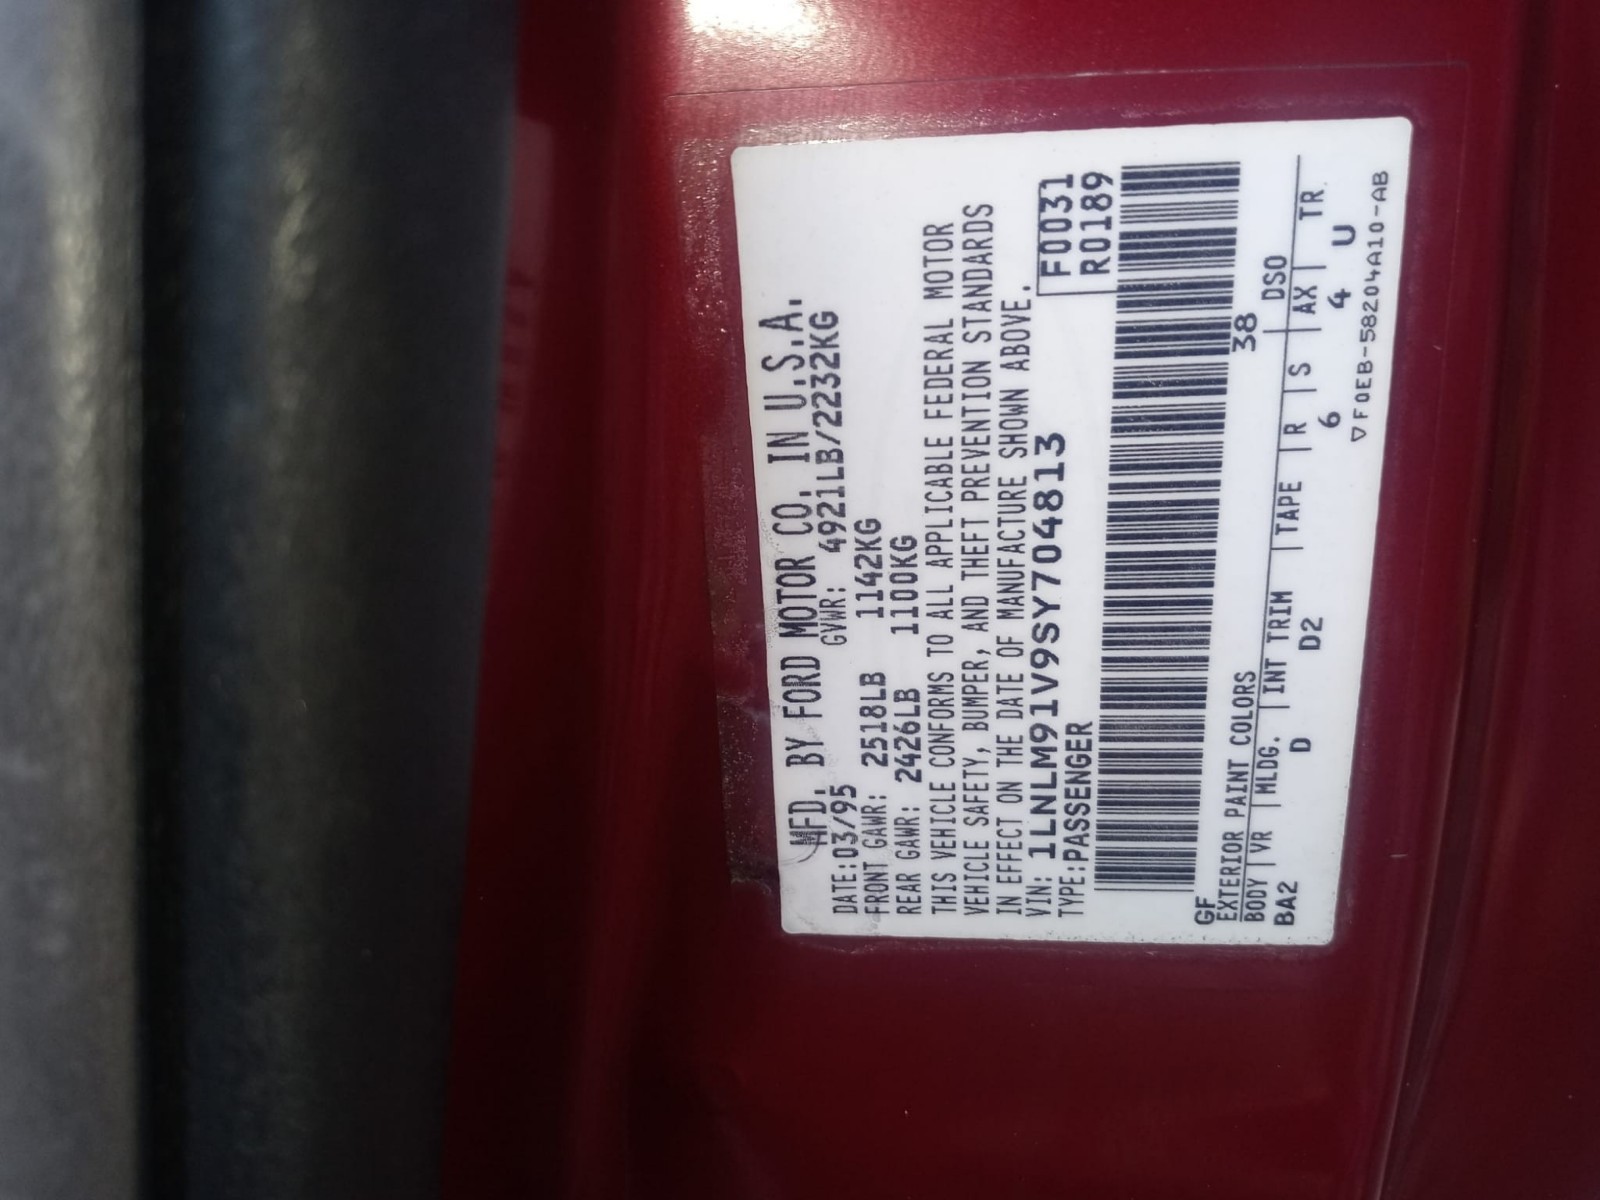 MFD. BY FORD MOTOR CO. IN U.S.A.
DATE:03/95 GVWR: 4921LB/2232KG
FRONT GAWR: 2518LB 1142KG
REAR GAWR: 2426LB 1100KG
THIS VEHICLE CONFORMS TO ALL APPLICABLE FEDERAL MOTOR
VEHICLE SAFETY, BUMPER, AND THEFT PREVENTION STANDARDS
IN EFFECT ON THE DATE OF MANUFACTURE SHOWN ABOVE.
VIN: 1LNLM91V9SY704813 F0031
TYPE:PASSENGER R0189
GF 38
EXTERIOR PAINT COLORS DSO
BODY VR MLDG. INT TRIM TAPE R S AX TR
BA2 D D2 6 4 U
▽F0EB-58204A10-AB